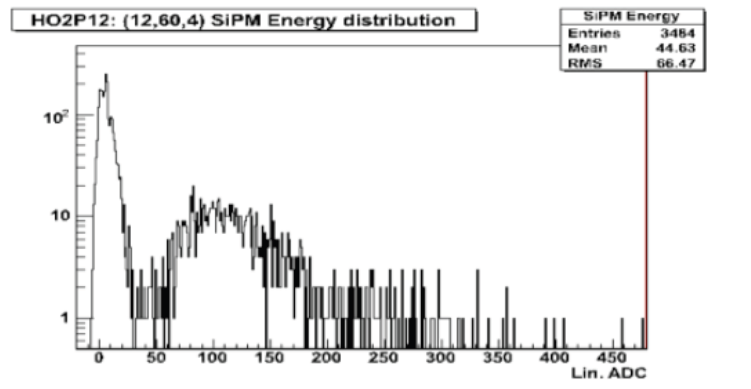 HO2P12: (12,60,4) SiPM Energy distribution
SiPM Energy
Entries 3484
Mean 44.63
RMS 66.47
10²
10
1
0 50 100 150 200 250 300 350 400 450
Lin. ADC